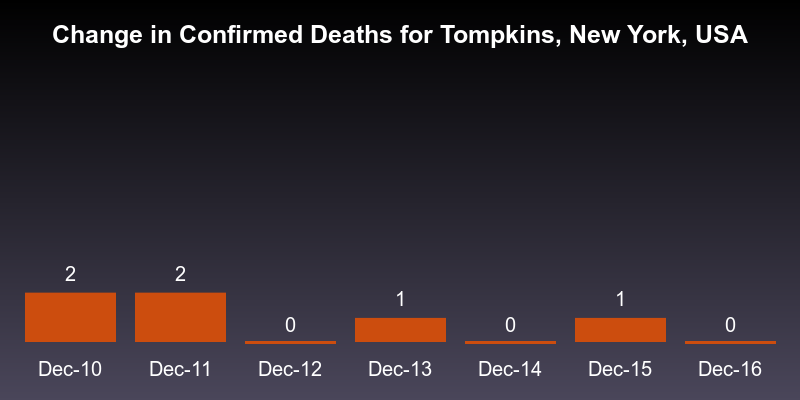 Change in Confirmed Deaths for Tompkins, New York, USA
2 2 0 1 0 1 0
Dec-10 Dec-11 Dec-12 Dec-13 Dec-14 Dec-15 Dec-16